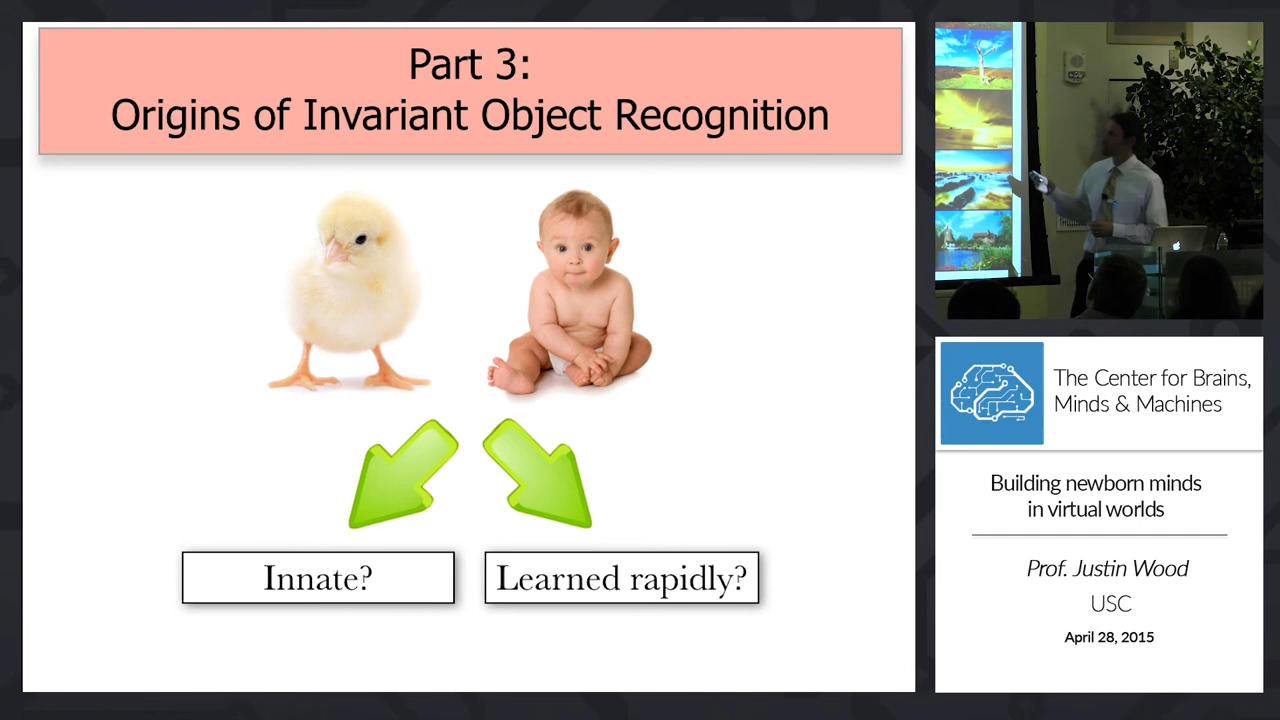 Part 3:
Origins of Invariant Object Recognition
Innate?
Learned rapidly?
The Center for Brains,
Minds & Machines
Building newborn minds
in virtual worlds
Prof. Justin Wood
USC
April 28, 2015